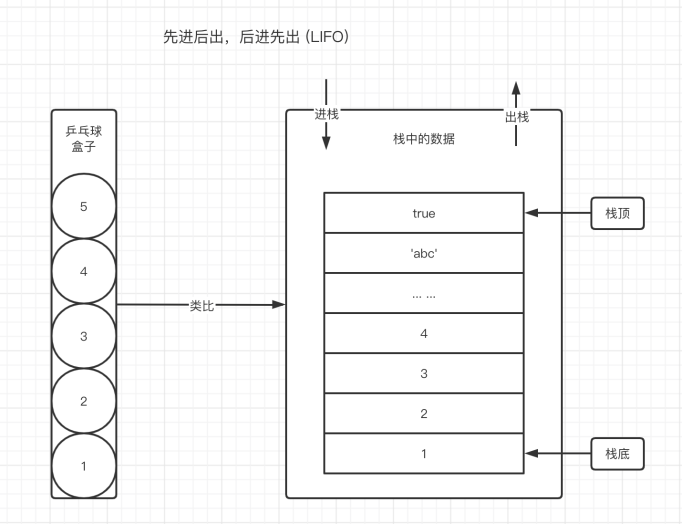 先进后出，后进先出 (LIFO)
乒乓球
盒子
5
4
3
2
1
类比
进栈
出栈
栈中的数据
true
'abc'
... ...
4
3
2
1
栈顶
栈底